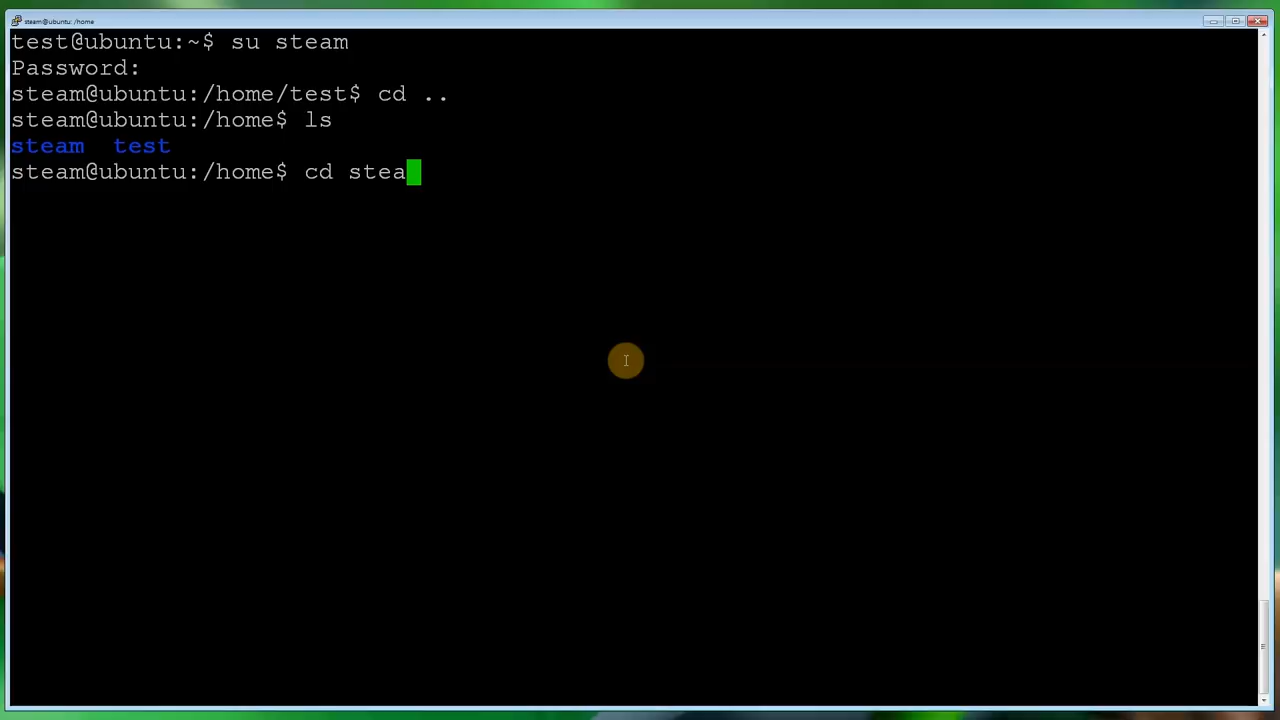 steam@ubuntu: /home
test@ubuntu:~$ su steam
Password:
steam@ubuntu:/home/test$ cd ..
steam@ubuntu:/home$ ls
steam  test
steam@ubuntu:/home$ cd stea